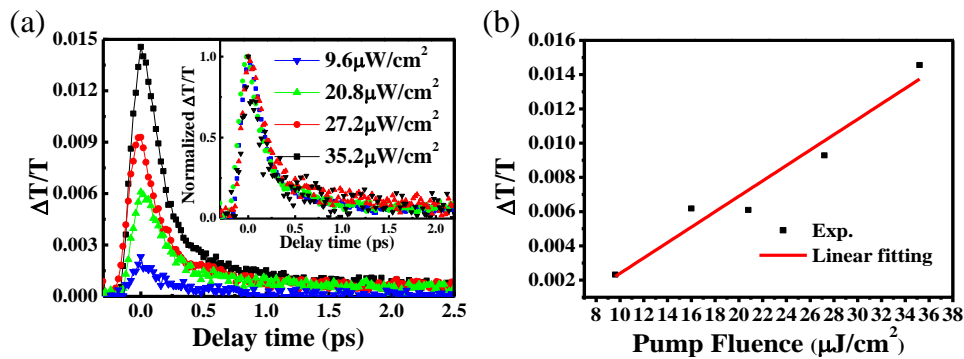 (a)
0.015
0.012
0.009
0.006
0.003
0.000
ΔT/T
0.0 0.5 1.0 1.5 2.0 2.5
Delay time (ps)
1.0
0.5
0.0
Normalized ΔT/T
0.0 0.5 1.0 1.5 2.0
Delay time (ps)
9.6μW/cm²
20.8μW/cm²
27.2μW/cm²
35.2μW/cm²
(b)
0.016
0.014
0.012
0.010
0.008
0.006
0.004
0.002
ΔT/T
8 10 12 14 16 18 20 22 24 26 28 30 32 34 36 38
Pump Fluence (μJ/cm²)
Exp.
Linear fitting